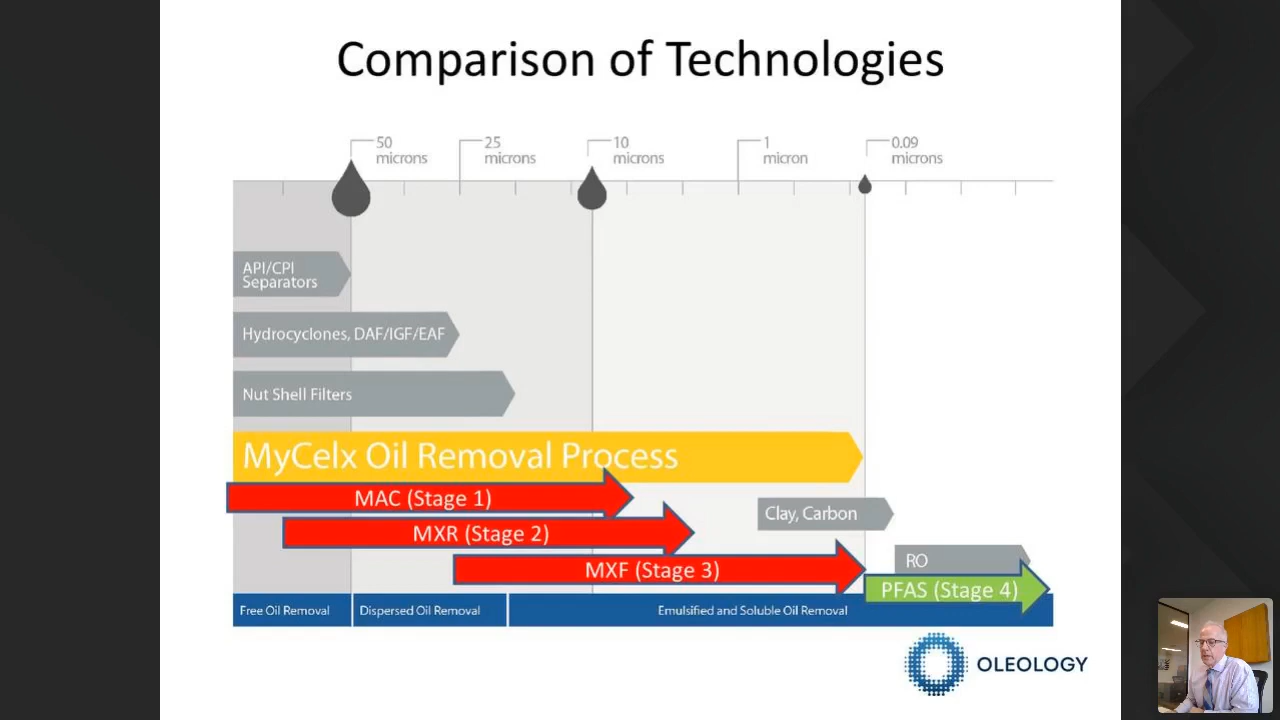 Comparison of Technologies
50 microns
25 microns
10 microns
1 micron
0.09 microns
API/CPI
Separators
Hydrocyclones, DAF/IGF/EAF
Nut Shell Filters
MyCelx Oil Removal Process
MAC (Stage 1)
Clay, Carbon
MXR (Stage 2)
RO
MXF (Stage 3)
PFAS (Stage 4)
Free Oil Removal
Dispersed Oil Removal
Emulsified and Soluble Oil Removal
OLEOLOGY